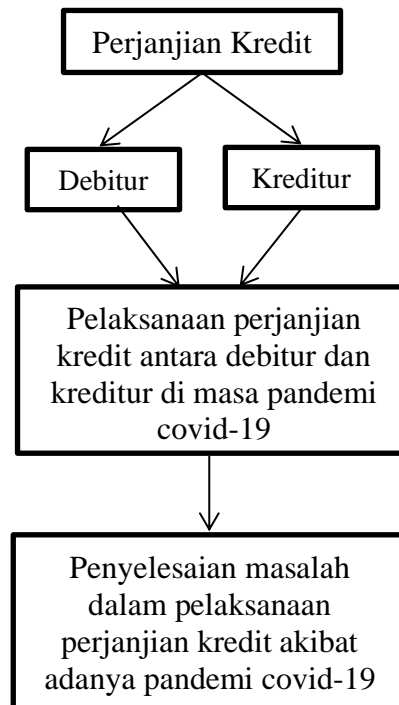 Perjanjian Kredit
Debitur
Kreditur
Pelaksanaan perjanjian
kredit antara debitur dan
kreditur di masa pandemi
covid-19
Penyelesaian masalah
dalam pelaksanaan
perjanjian kredit akibat
adanya pandemi covid-19